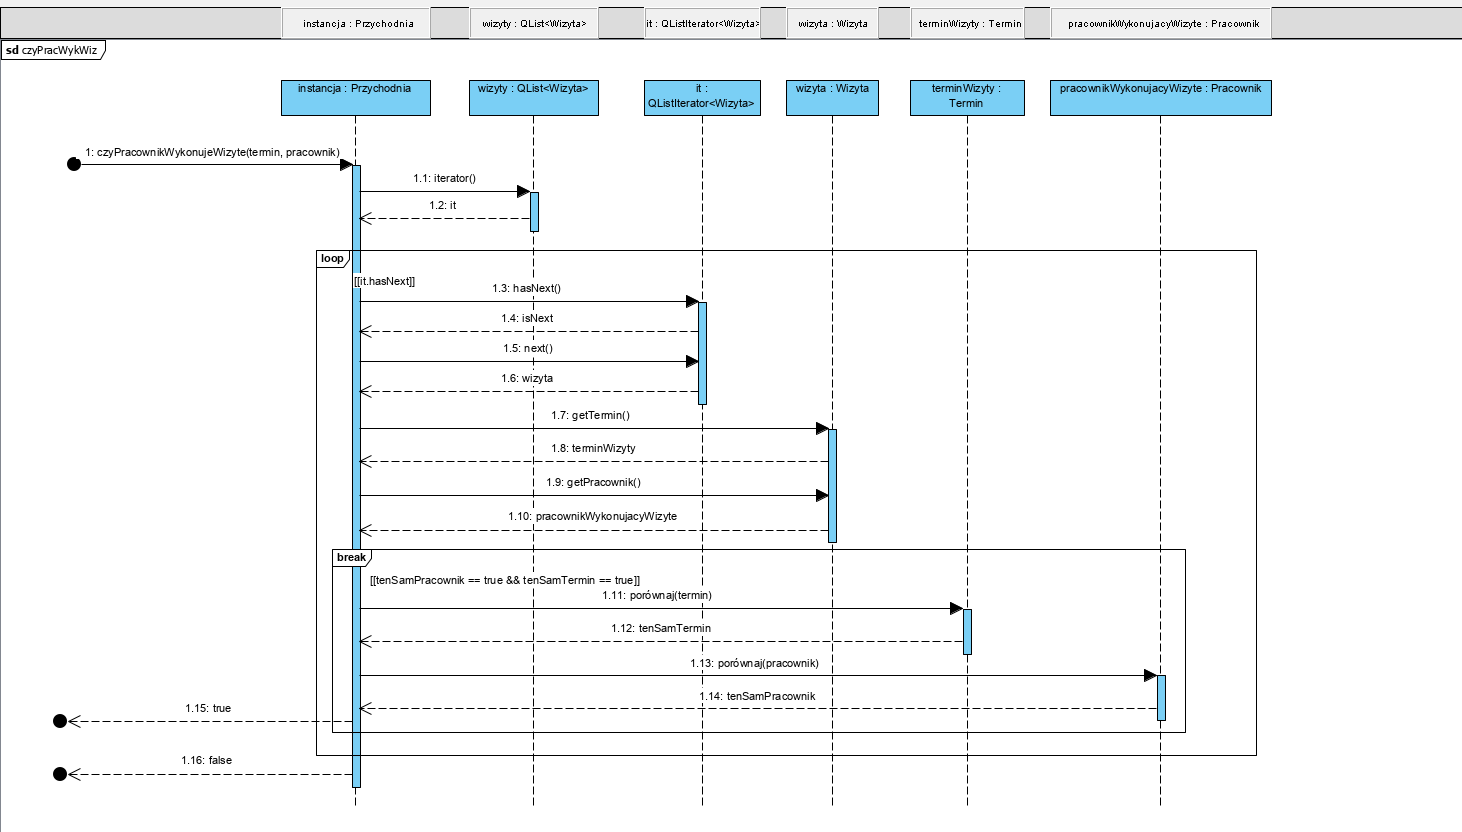 instancja : Przychodnia
wizyty : QList<Wizyta>
it : QListIterator<Wizyta>
wizyta : Wizyta
terminWizyty : Termin
pracownikWykonujacyWizyte : Pracownik
sd czyPracWykWiz
instancja : Przychodnia
wizyty : QList<Wizyta>
it :
QListIterator<Wizyta>
wizyta : Wizyta
terminWizyty :
Termin
pracownikWykonujacyWizyte : Pracownik
1: czyPracownikWykonujeWizyte(termin, pracownik)
1.1: iterator()
1.2: it
loop
[[it.hasNext]]
1.3: hasNext()
1.4: isNext
1.5: next()
1.6: wizyta
1.7: getTermin()
1.8: terminWizyty
1.9: getPracownik()
1.10: pracownikWykonujacyWizyte
break
[[tenSamPracownik == true && tenSamTermin == true]]
1.11: porównaj(termin)
1.12: tenSamTermin
1.13: porównaj(pracownik)
1.14: tenSamPracownik
1.15: true
1.16: false